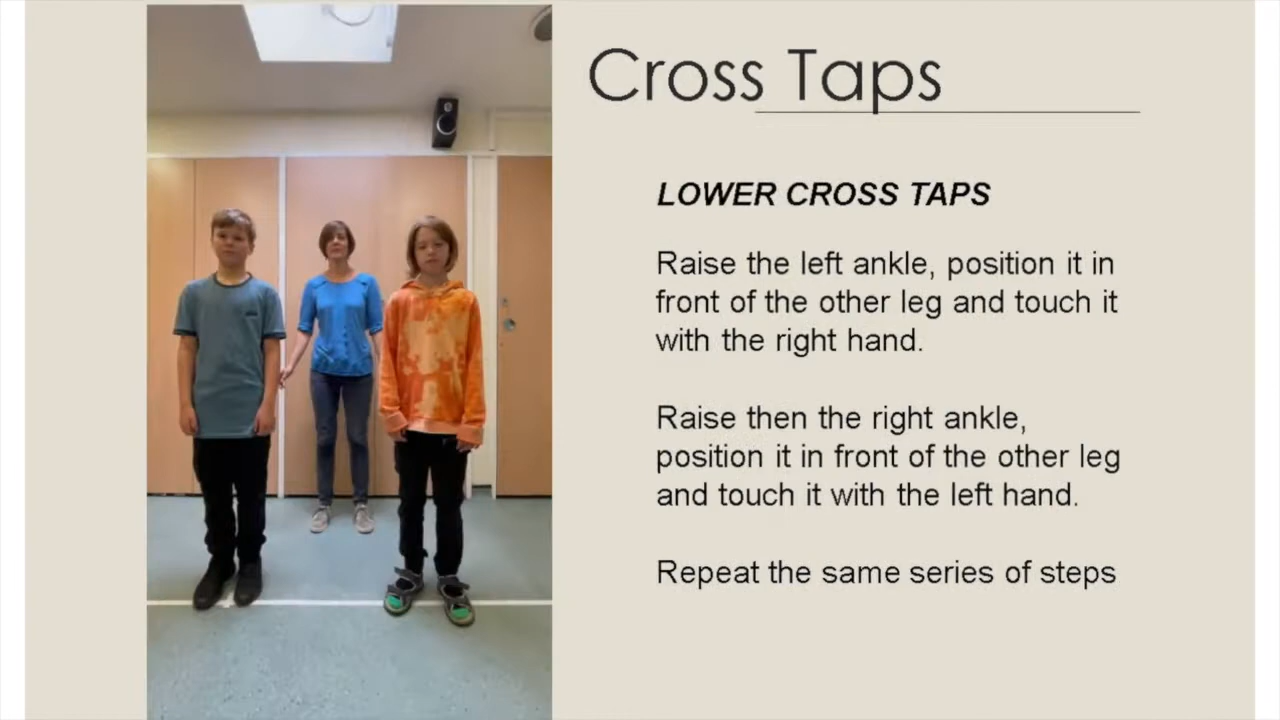 Cross Taps
LOWER CROSS TAPS
Raise the left ankle, position it in
front of the other leg and touch it
with the right hand.
Raise then the right ankle,
position it in front of the other leg
and touch it with the left hand.
Repeat the same series of steps